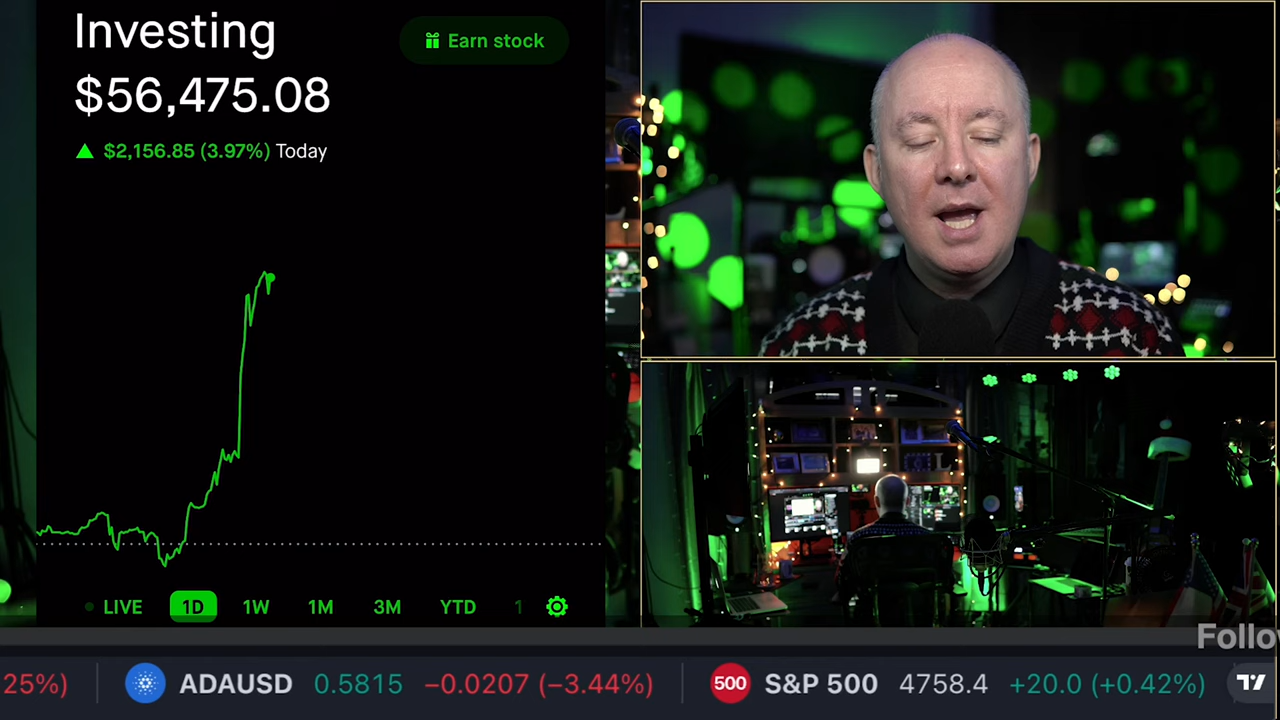 Investing
Earn stock
$56,475.08
$2,156.85 (3.97%) Today
LIVE 1D 1W 1M 3M YTD 1
Follo
25%) ADAUSD 0.5815 −0.0207 (−3.44%) 500 S&P 500 4758.4 +20.0 (+0.42%)